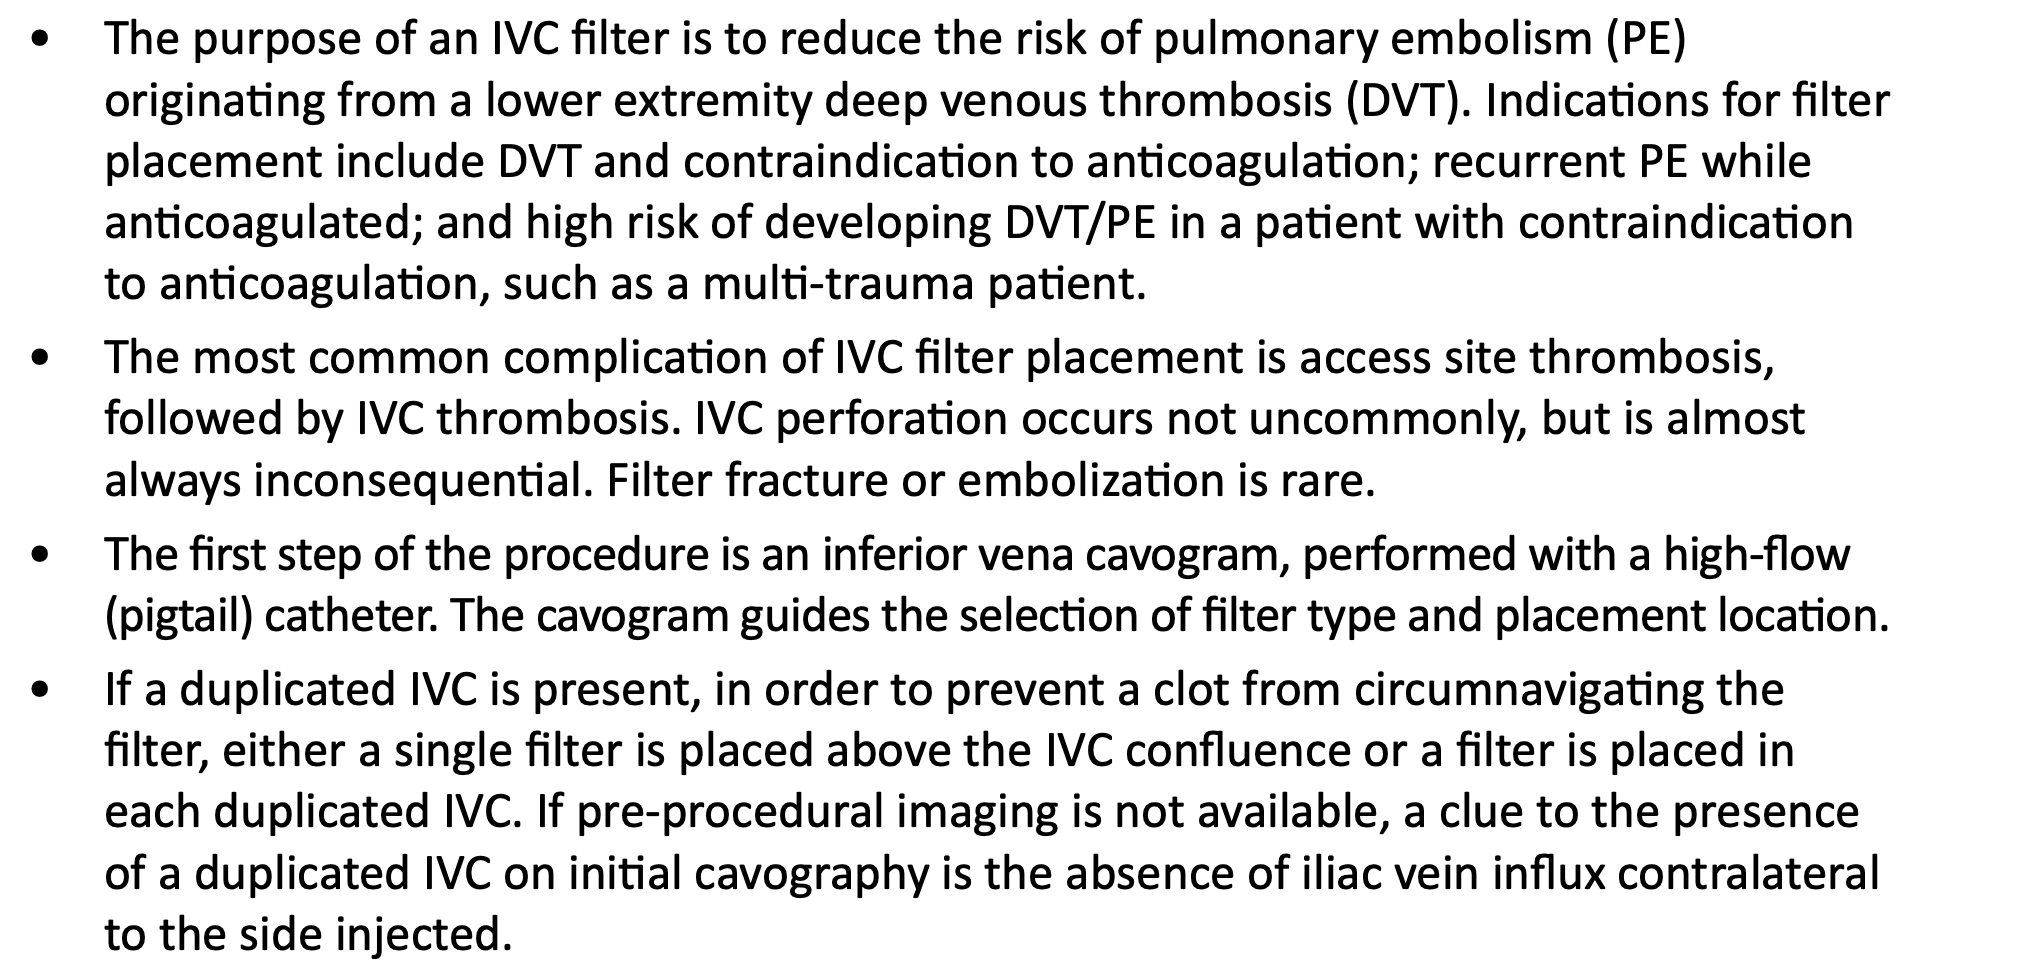 • The purpose of an IVC filter is to reduce the risk of pulmonary embolism (PE)
originating from a lower extremity deep venous thrombosis (DVT). Indications for filter
placement include DVT and contraindication to anticoagulation; recurrent PE while
anticoagulated; and high risk of developing DVT/PE in a patient with contraindication
to anticoagulation, such as a multi-trauma patient.
• The most common complication of IVC filter placement is access site thrombosis,
followed by IVC thrombosis. IVC perforation occurs not uncommonly, but is almost
always inconsequential. Filter fracture or embolization is rare.
• The first step of the procedure is an inferior vena cavogram, performed with a high-flow
(pigtail) catheter. The cavogram guides the selection of filter type and placement location.
• If a duplicated IVC is present, in order to prevent a clot from circumnavigating the
filter, either a single filter is placed above the IVC confluence or a filter is placed in
each duplicated IVC. If pre-procedural imaging is not available, a clue to the presence
of a duplicated IVC on initial cavography is the absence of iliac vein influx contralateral
to the side injected.